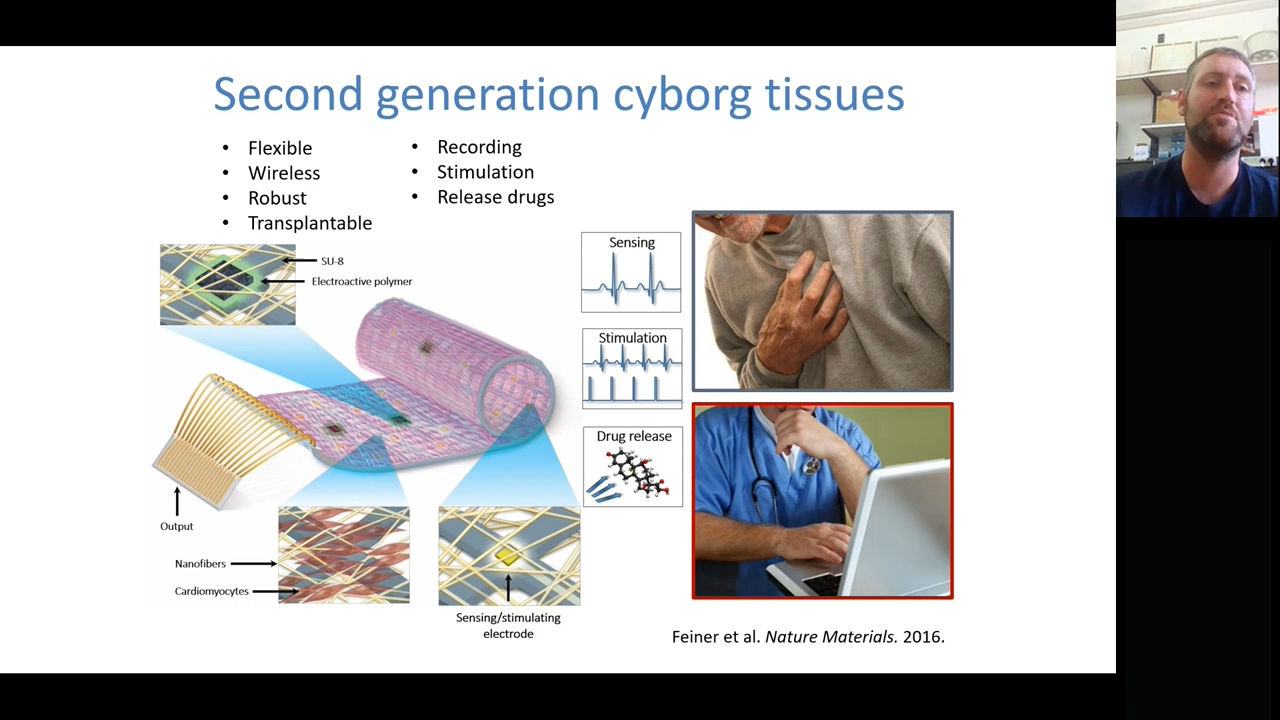 Second generation cyborg tissues
• Flexible
• Wireless
• Robust
• Transplantable
• Recording
• Stimulation
• Release drugs
SU-8
Electroactive polymer
Output
Nanofibers
Cardiomyocytes
Sensing/stimulating
electrode
Sensing
Stimulation
Drug release
Feiner et al. Nature Materials. 2016.